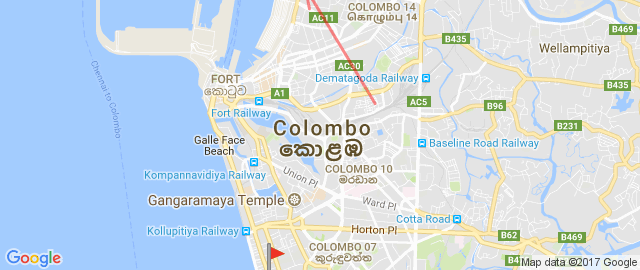 COLOMBO 14
கொழும்பு 14
AC11
B435
B435
Wellampitiya
AC30
Dematagoda Railway
FORT
කොටුව
A1
Fort Railway
AC5
B96
B469
B231
Chennai to Colombo
Colombo
කොළඹ
Galle Face
Beach
Baseline Road Railway
Kompannavidiya Railway
Union Pl
COLOMBO 10
මරදාන
Gangaramaya Temple
Ward Pl
Cotta Road
Kollupitiya Railway
Horton Pl
B62
B469
COLOMBO 07
කුරුඳුවත්ත
Google
Map data ©2017 Google